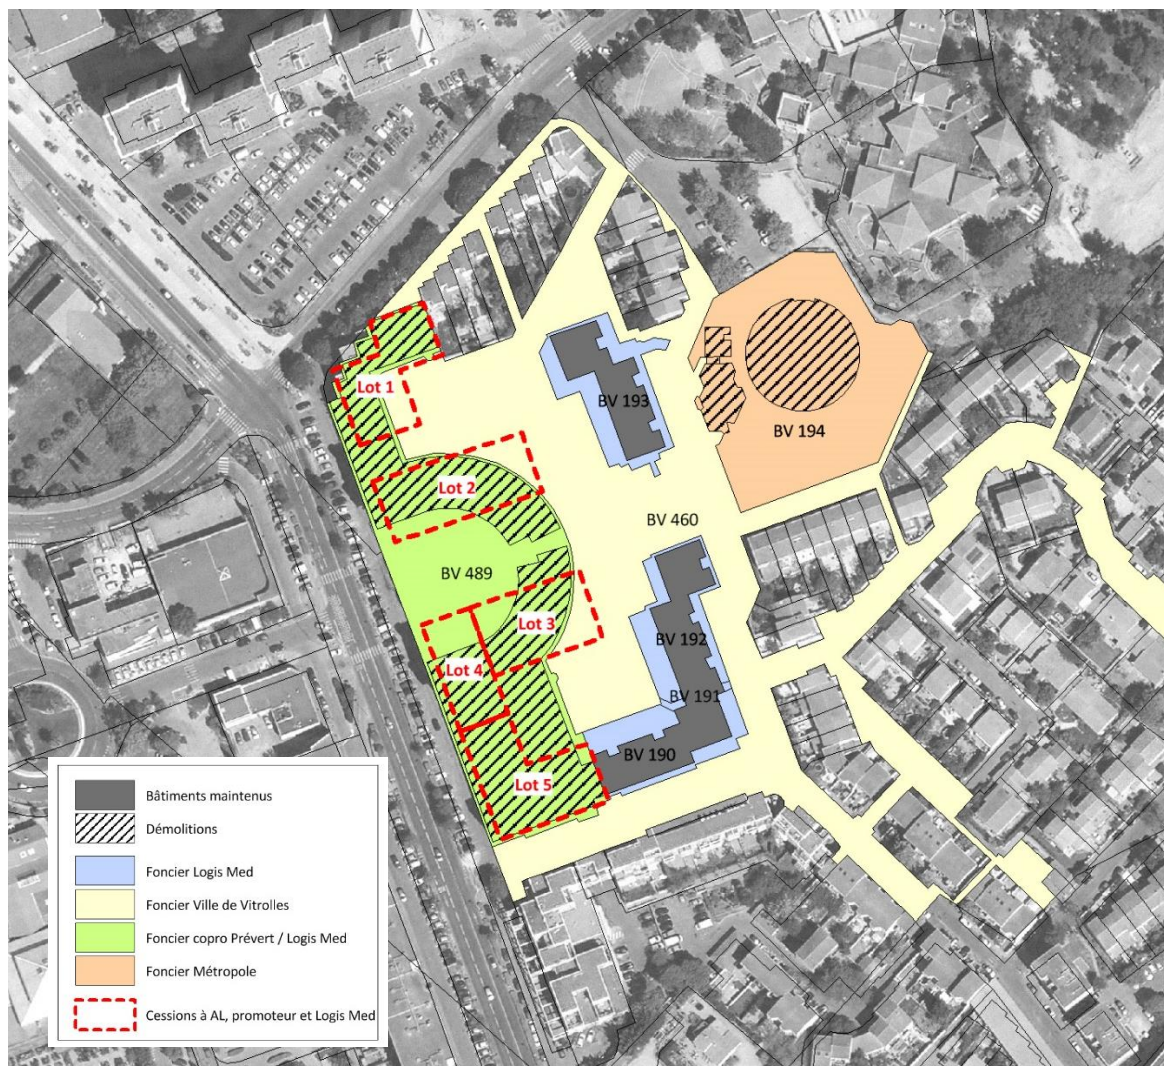 Lot 1
BV 193
BV 194
Lot 2
BV 460
BV 489
Lot 3
BV 192
Lot 4
BV 191
BV 190
Lot 5
Bâtiments maintenus
Démolitions
Foncier Logis Med
Foncier Ville de Vitrolles
Foncier copro Prévert / Logis Med
Foncier Métropole
Cessions à AL, promoteur et Logis Med